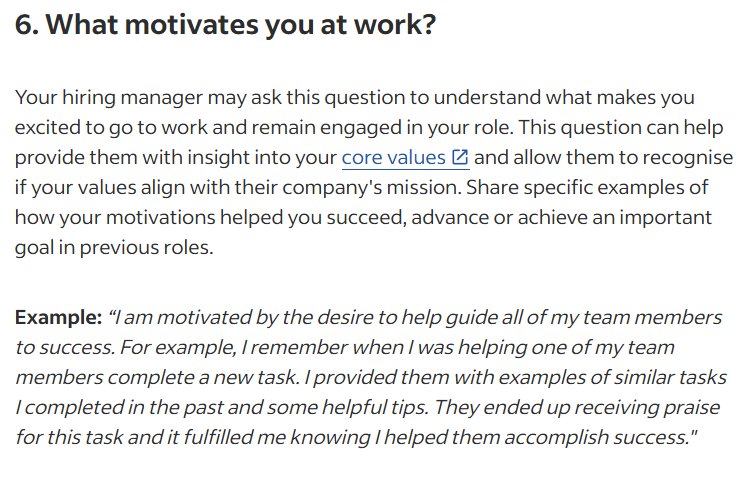 6. What motivates you at work?
Your hiring manager may ask this question to understand what makes you
excited to go to work and remain engaged in your role. This question can help
provide them with insight into your core values and allow them to recognise
if your values align with their company's mission. Share specific examples of
how your motivations helped you succeed, advance or achieve an important
goal in previous roles.
Example: “I am motivated by the desire to help guide all of my team members
to success. For example, I remember when I was helping one of my team
members complete a new task. I provided them with examples of similar tasks
I completed in the past and some helpful tips. They ended up receiving praise
for this task and it fulfilled me knowing I helped them accomplish success."